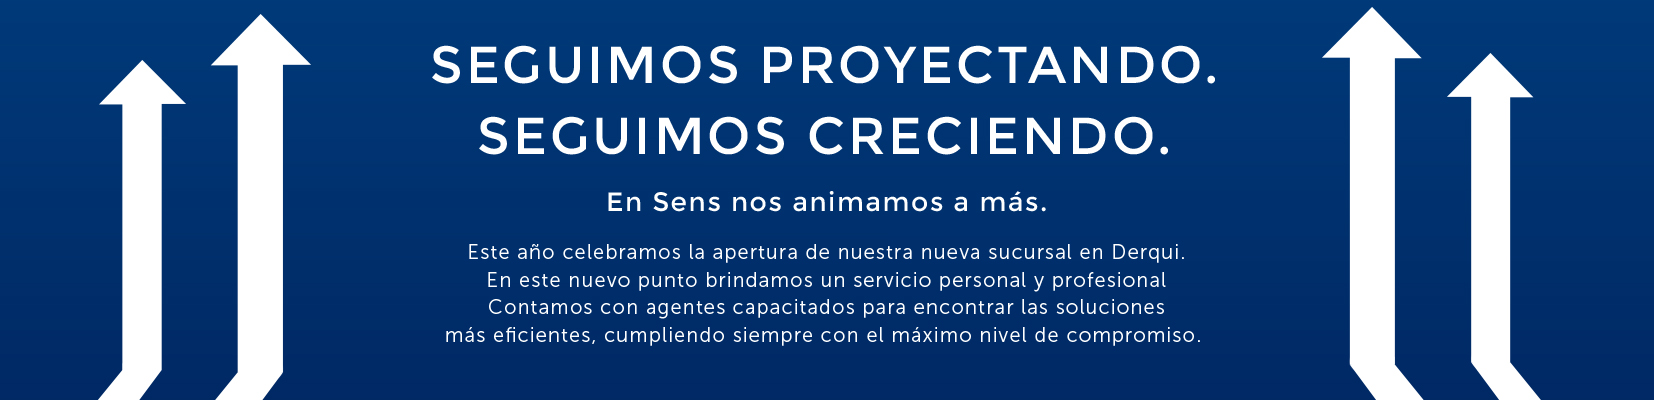 SEGUIMOS PROYECTANDO.
SEGUIMOS CRECIENDO.
En Sens nos animamos a más.
Este año celebramos la apertura de nuestra nueva sucursal en Derqui.
En este nuevo punto brindamos un servicio personal y profesional
Contamos con agentes capacitados para encontrar las soluciones
más eficientes, cumpliendo siempre con el máximo nivel de compromiso.